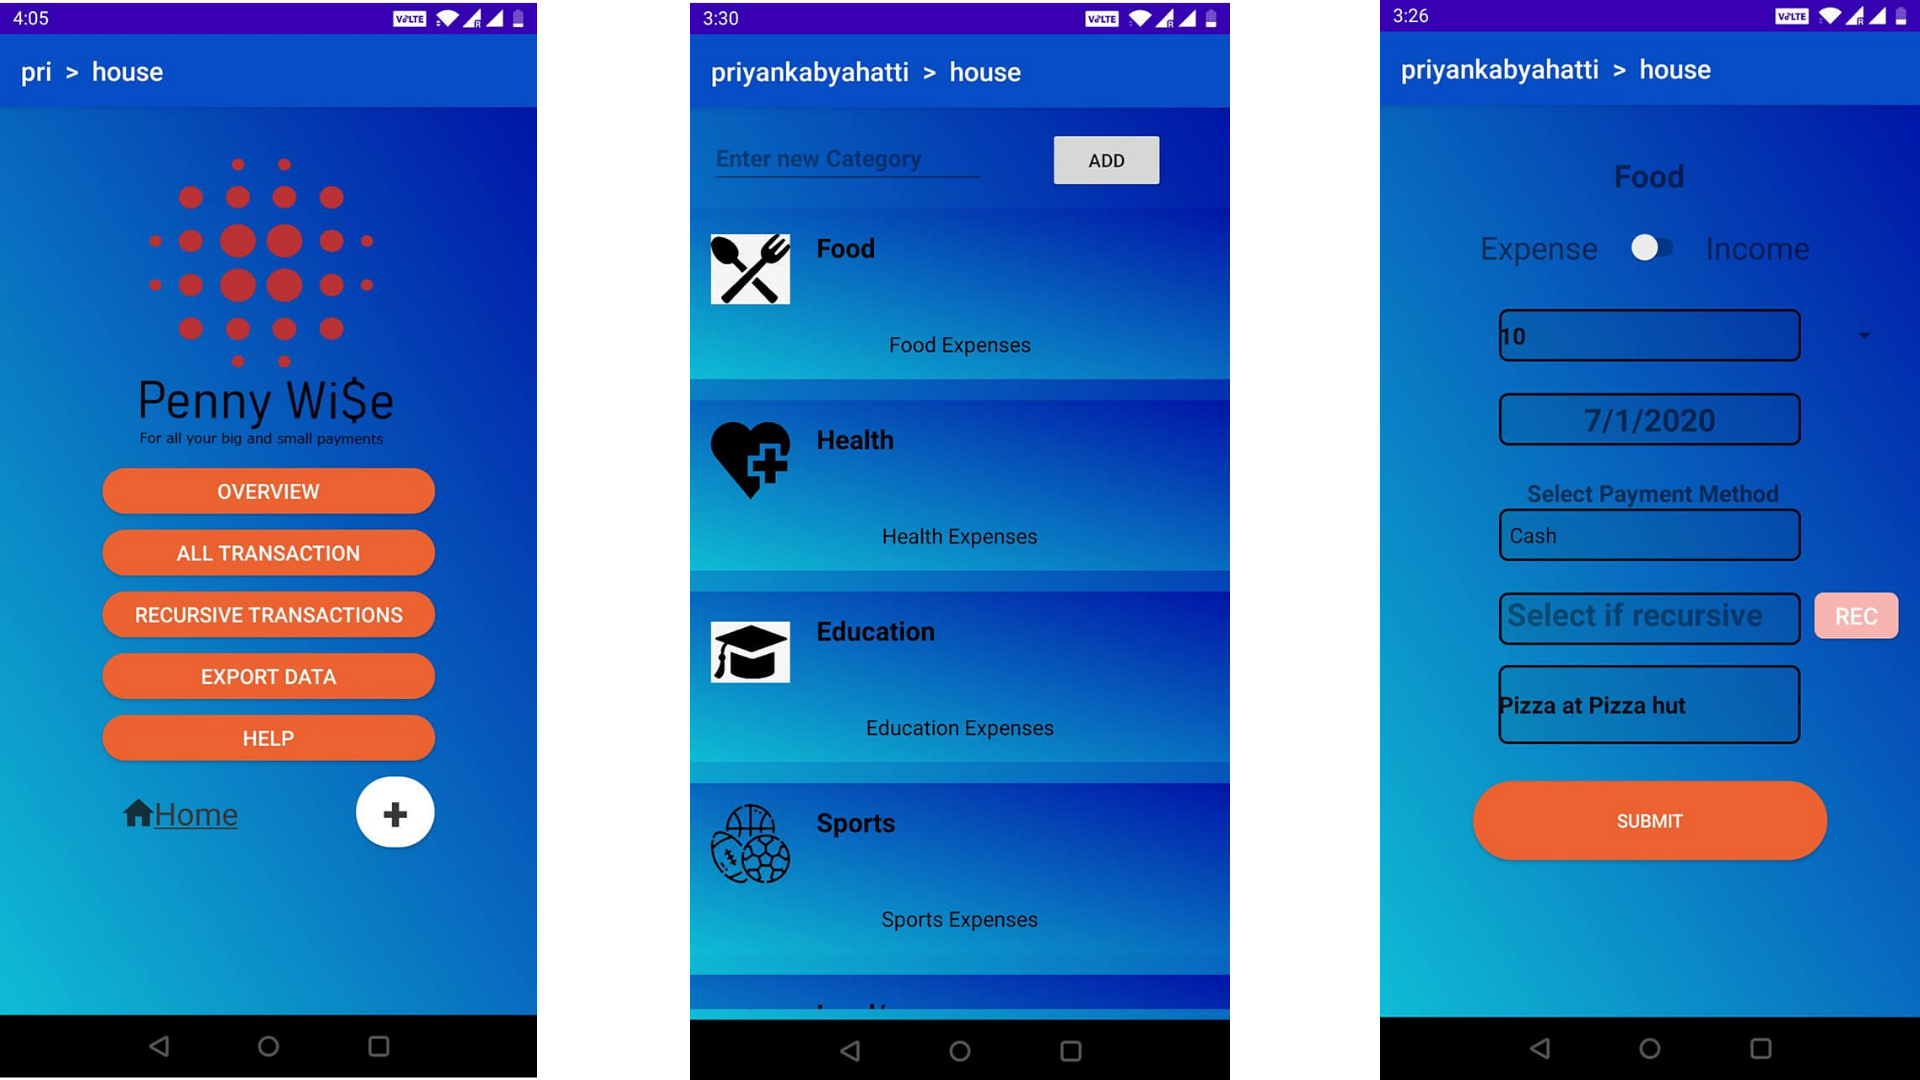 4:05
VoLTE
R
pri > house
Penny Wi$e
For all your big and small payments
OVERVIEW
ALL TRANSACTION
RECURSIVE TRANSACTIONS
EXPORT DATA
HELP
Home
+
3:30
VoLTE
R
priyankabyahatti > house
Enter new Category
ADD
Food
Food Expenses
Health
Health Expenses
Education
Education Expenses
Sports
Sports Expenses
3:26
VoLTE
R
priyankabyahatti > house
Food
Expense Income
10
7/1/2020
Select Payment Method
Cash
Select if recursive
REC
Pizza at Pizza hut
SUBMIT